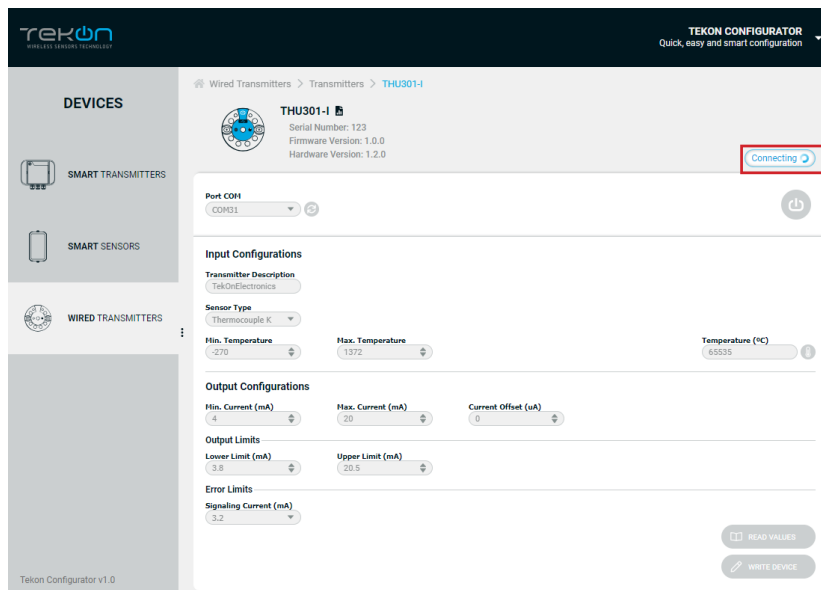 TEKON
WIRELESS SENSORS TECHNOLOGY
TEKON CONFIGURATOR
Quick, easy and smart configuration
DEVICES
SMART TRANSMITTERS
SMART SENSORS
WIRED TRANSMITTERS
Tekon Configurator v1.0
Wired Transmitters > Transmitters > THU301-I
THU301-I
Serial Number: 123
Firmware Version: 1.0.0
Hardware Version: 1.2.0
Connecting
Port COM
COM31
Input Configurations
Transmitter Description
TekOnElectronics
Sensor Type
Thermocouple K
Min. Temperature Max. Temperature Temperature (ºC)
-270 1372 65535
Output Configurations
Min. Current (mA) Max. Current (mA) Current Offset (uA)
4 20 0
Output Limits
Lower Limit (mA) Upper Limit (mA)
3.8 20.5
Error Limits
Signaling Current (mA)
3.2
READ VALUES
WRITE DEVICE